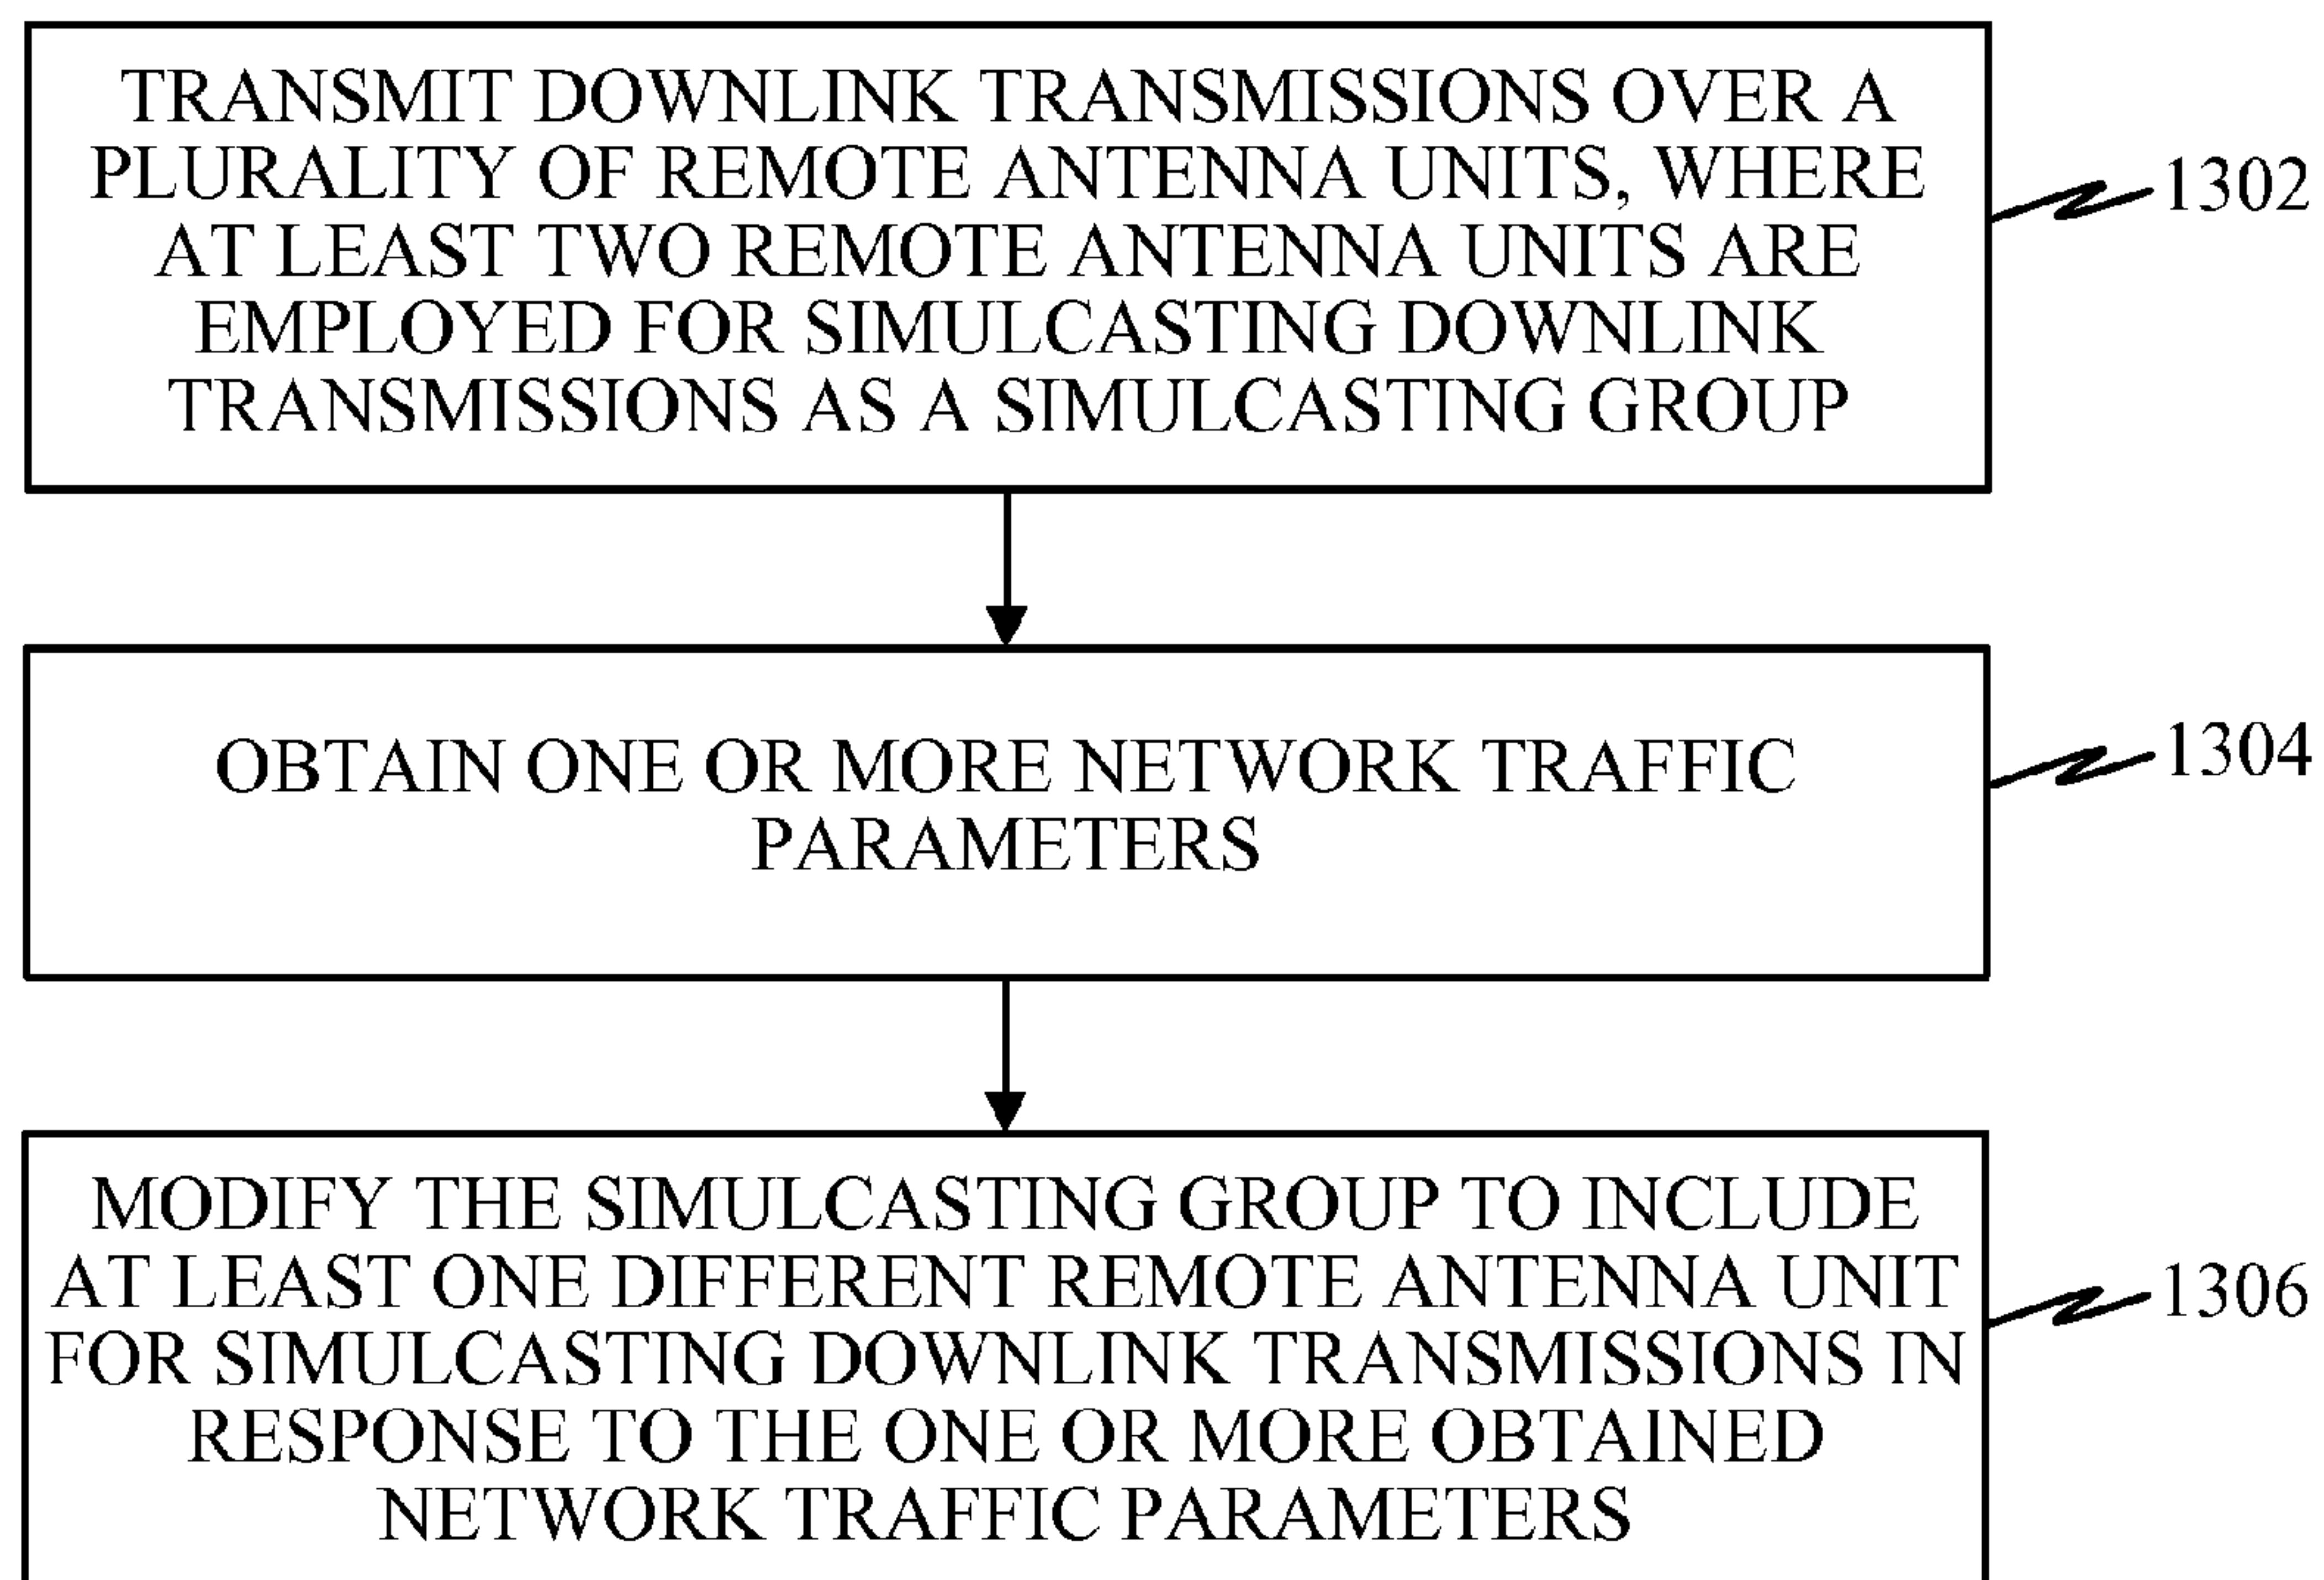 TRANSMIT DOWNLINK TRANSMISSIONS OVER A
PLURALITY OF REMOTE ANTENNA UNITS, WHERE
AT LEAST TWO REMOTE ANTENNA UNITS ARE
EMPLOYED FOR SIMULCASTING DOWNLINK
TRANSMISSIONS AS A SIMULCASTING GROUP
1302
OBTAIN ONE OR MORE NETWORK TRAFFIC
PARAMETERS
1304
MODIFY THE SIMULCASTING GROUP TO INCLUDE
AT LEAST ONE DIFFERENT REMOTE ANTENNA UNIT
FOR SIMULCASTING DOWNLINK TRANSMISSIONS IN
RESPONSE TO THE ONE OR MORE OBTAINED
NETWORK TRAFFIC PARAMETERS
1306